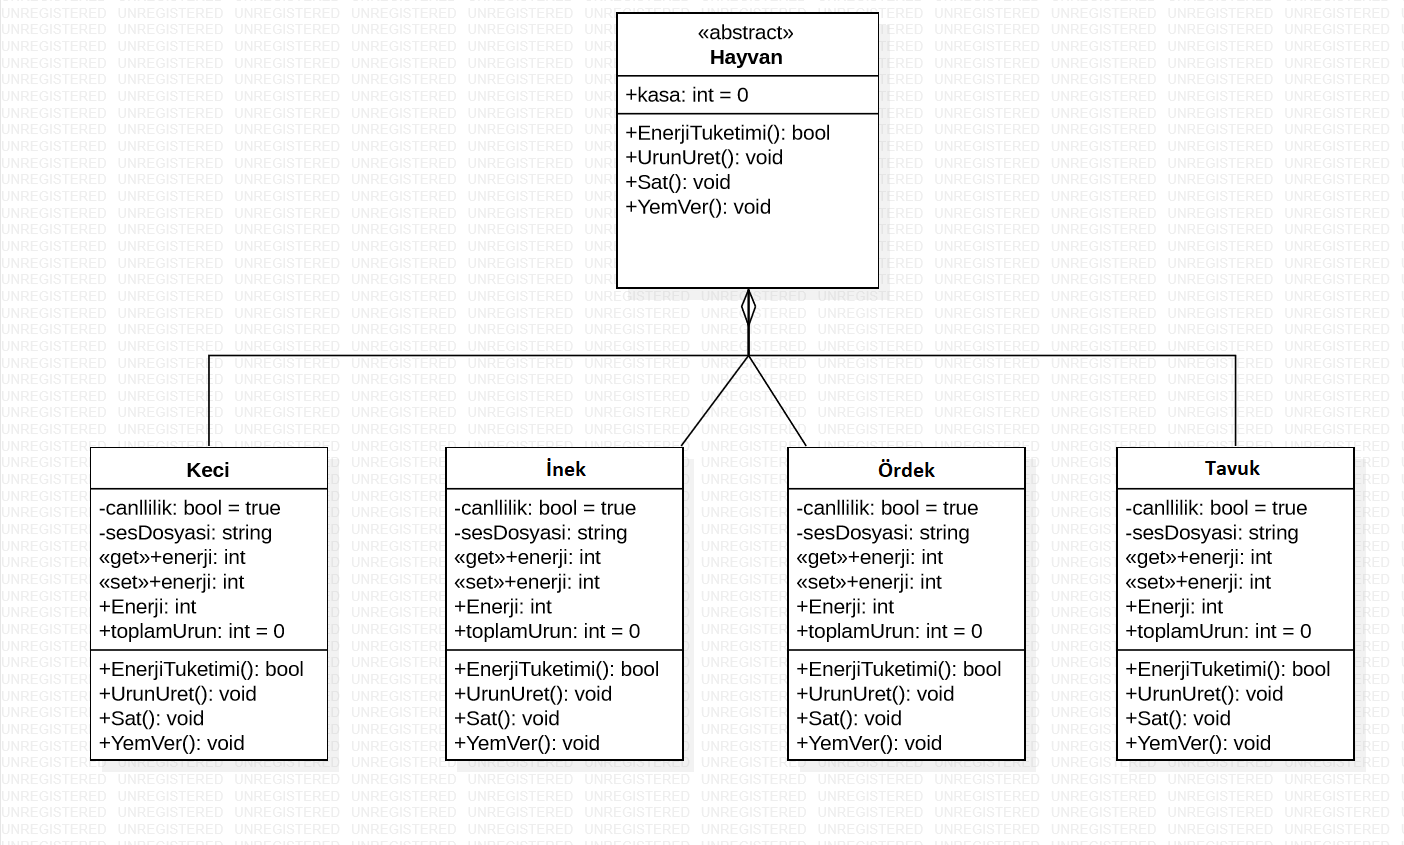 «abstract»
Hayvan
+kasa: int = 0
+EnerjiTuketimi(): bool
+UrunUret(): void
+Sat(): void
+YemVer(): void
Keci
-canllilik: bool = true
-sesDosyasi: string
«get»+enerji: int
«set»+enerji: int
+Enerji: int
+toplamUrun: int = 0
+EnerjiTuketimi(): bool
+UrunUret(): void
+Sat(): void
+YemVer(): void
İnek
-canllilik: bool = true
-sesDosyasi: string
«get»+enerji: int
«set»+enerji: int
+Enerji: int
+toplamUrun: int = 0
+EnerjiTuketimi(): bool
+UrunUret(): void
+Sat(): void
+YemVer(): void
Ördek
-canllilik: bool = true
-sesDosyasi: string
«get»+enerji: int
«set»+enerji: int
+Enerji: int
+toplamUrun: int = 0
+EnerjiTuketimi(): bool
+UrunUret(): void
+Sat(): void
+YemVer(): void
Tavuk
-canllilik: bool = true
-sesDosyasi: string
«get»+enerji: int
«set»+enerji: int
+Enerji: int
+toplamUrun: int = 0
+EnerjiTuketimi(): bool
+UrunUret(): void
+Sat(): void
+YemVer(): void
UNREGISTERED